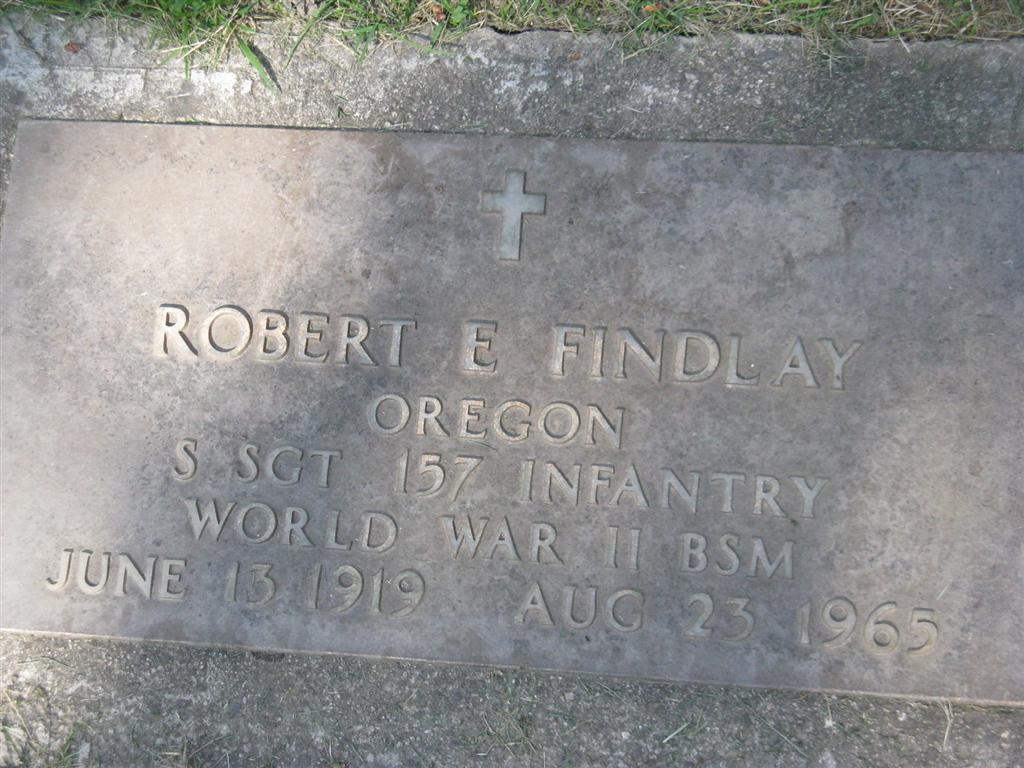 ROBERT E FINDLAY
OREGON
S SGT 157 INFANTRY
WORLD WAR II BSM
JUNE 13 1919 AUG 23 1965